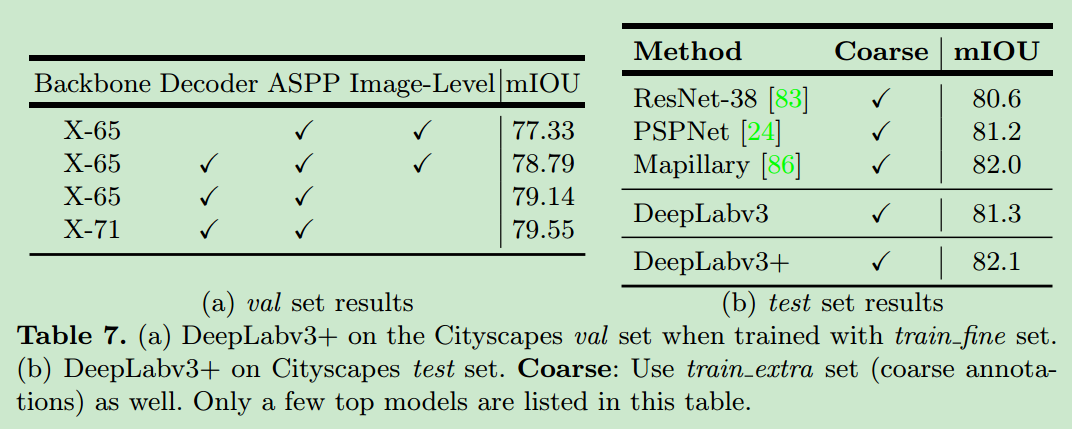 Backbone Decoder ASPP Image-Level mIOU
X-65 ✓ ✓ 77.33
X-65 ✓ ✓ ✓ 78.79
X-65 ✓ ✓ 79.14
X-71 ✓ ✓ 79.55
(a) val set results
Method Coarse mIOU
ResNet-38 [83] ✓ 80.6
PSPNet [24] ✓ 81.2
Mapillary [86] ✓ 82.0
DeepLabv3 ✓ 81.3
DeepLabv3+ ✓ 82.1
(b) test set results
Table 7. (a) DeepLabv3+ on the Cityscapes val set when trained with train_fine set.
(b) DeepLabv3+ on Cityscapes test set. Coarse: Use train_extra set (coarse annota-
tions) as well. Only a few top models are listed in this table.